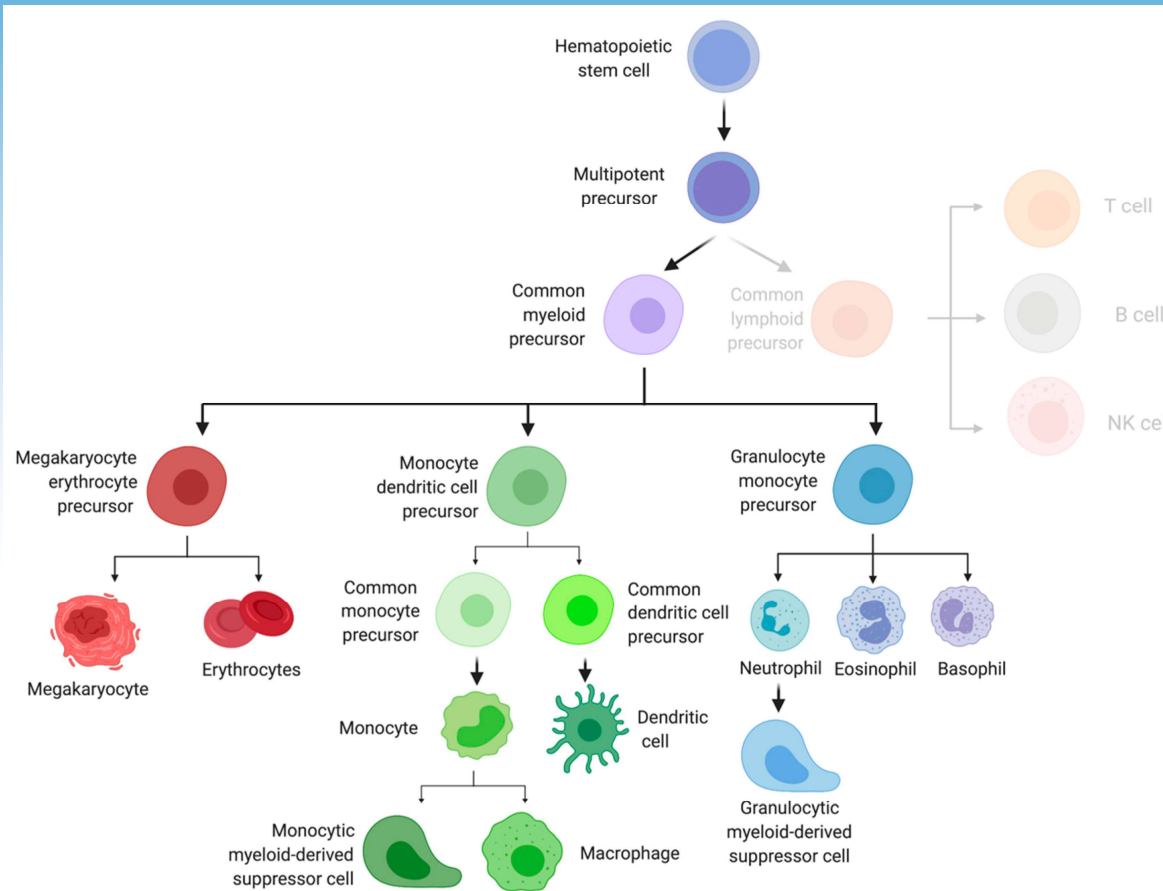 Hematopoietic
stem cell
Multipotent
precursor
T cell
Common
myeloid
precursor
Common
lymphoid
precursor
B cell
NK ce
Megakaryocyte
erythrocyte
precursor
Monocyte
dendritic cell
precursor
Granulocyte
monocyte
precursor
Common
monocyte
precursor
Common
dendritic cell
precursor
Megakaryocyte
Erythrocytes
Neutrophil
Eosinophil
Basophil
Monocyte
Dendritic
cell
Monocytic
myeloid-derived
suppressor cell
Macrophage
Granulocytic
myeloid-derived
suppressor cell